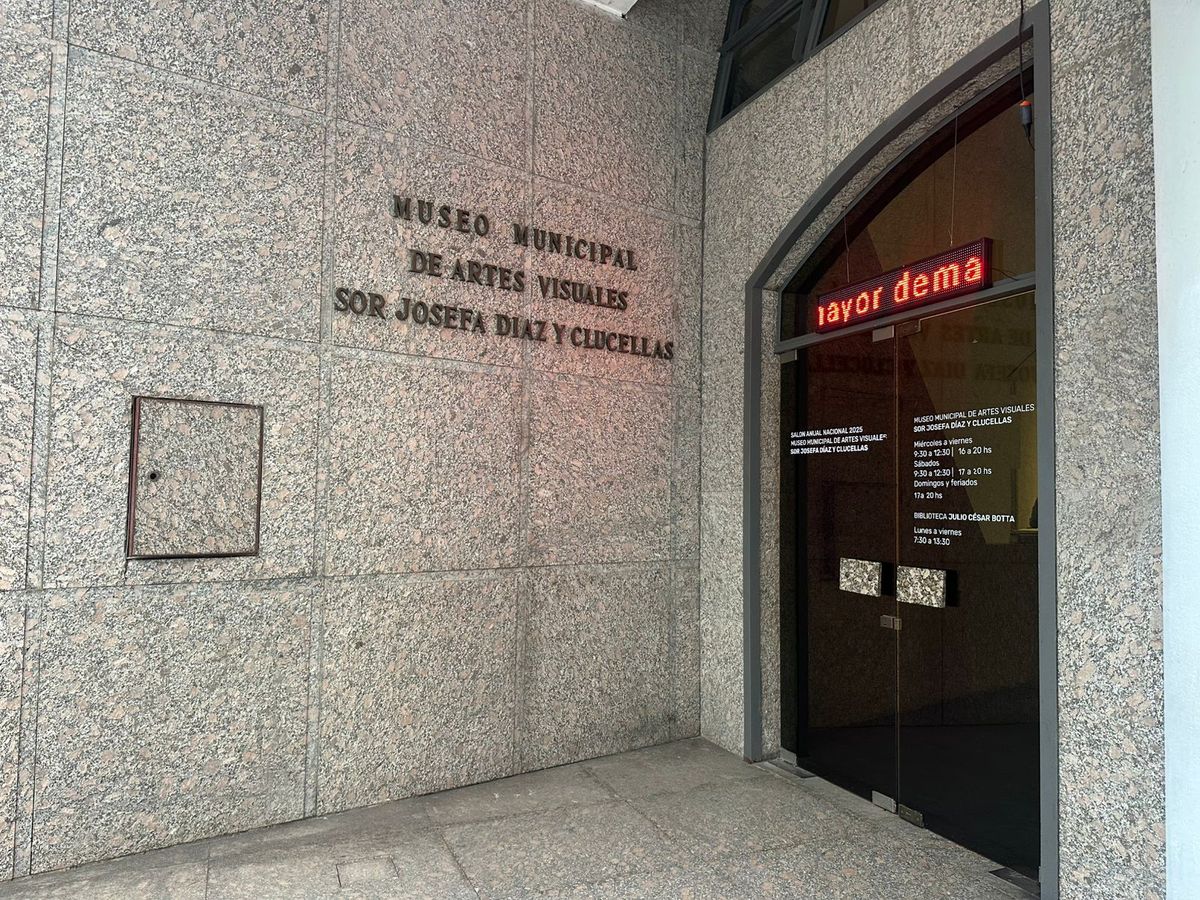 MUSEO MUNICIPAL
DE ARTES VISUALES
SOR JOSEFA DIAZ Y CLUCELLAS
ayor dema
SALON ANUAL NACIONAL 2025
MUSEO MUNICIPAL DE ARTES VISUALES
SOR JOSEFA DÍAZ Y CLUCELLAS
MUSEO MUNICIPAL DE ARTES VISUALES
SOR JOSEFA DÍAZ Y CLUCELLAS
Miércoles a viernes
9:30 a 12:30 | 16 a 20 hs
Sábados
9:30 a 12:30 | 17 a 20 hs
Domingos y feriados
17 a 20 hs
BIBLIOTECA JULIO CÉSAR BOTTA
Lunes a viernes
7:30 a 13:30